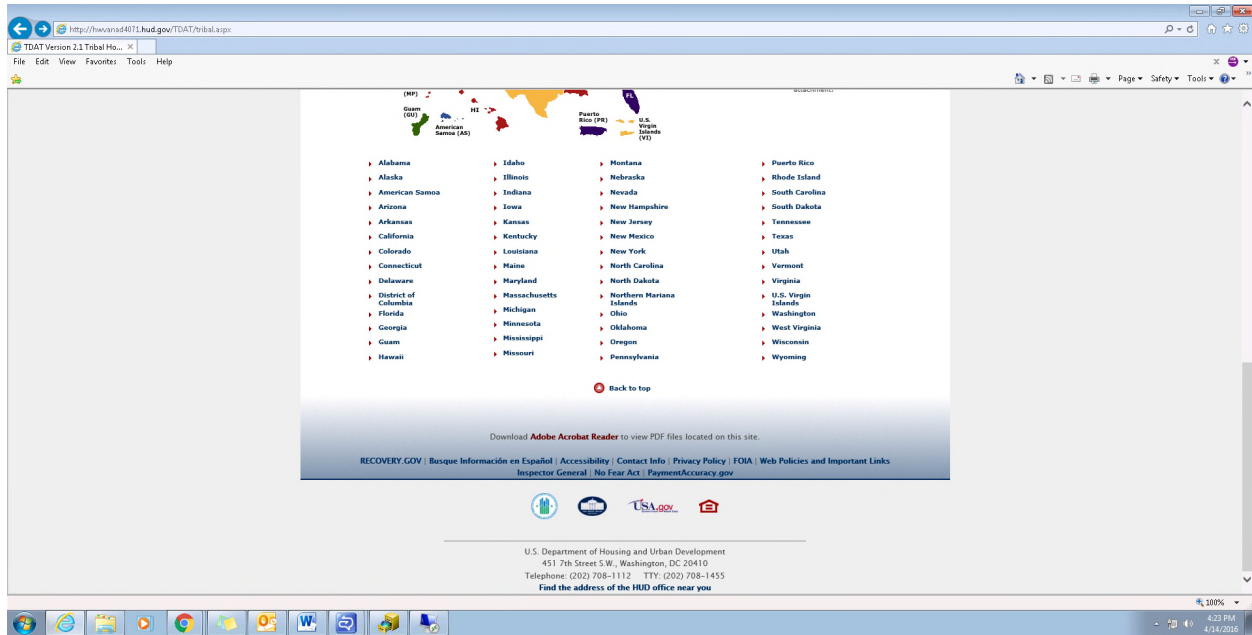 http://hwvanad4071.hud.gov/TDAT/tribal.aspx
TDAT Version 2.1 Tribal Ho...
File Edit View Favorites Tools Help
Page Safety Tools
(MP)
Guam
(GU)
HI
American
Samoa (AS)
FL
Puerto
Rico (PR)
U.S.
Virgin
Islands
(VI)
attachment.
Alabama
Alaska
American Samoa
Arizona
Arkansas
California
Colorado
Connecticut
Delaware
District of
Columbia
Florida
Georgia
Guam
Hawaii
Idaho
Illinois
Indiana
Iowa
Kansas
Kentucky
Louisiana
Maine
Maryland
Massachusetts
Michigan
Minnesota
Mississippi
Missouri
Montana
Nebraska
Nevada
New Hampshire
New Jersey
New Mexico
New York
North Carolina
North Dakota
Northern Mariana
Islands
Ohio
Oklahoma
Oregon
Pennsylvania
Puerto Rico
Rhode Island
South Carolina
South Dakota
Tennessee
Texas
Utah
Vermont
Virginia
U.S. Virgin
Islands
Washington
West Virginia
Wisconsin
Wyoming
Back to top
Download Adobe Acrobat Reader to view PDF files located on this site.
RECOVERY.GOV | Busque Información en Español | Accessibility | Contact Info | Privacy Policy | FOIA | Web Policies and Important Links
Inspector General | No Fear Act | PaymentAccuracy.gov
USA.gov
U.S. Department of Housing and Urban Development
451 7th Street S.W., Washington, DC 20410
Telephone: (202) 708-1112 TTY: (202) 708-1455
Find the address of the HUD office near you
100%
4:23 PM
4/14/2016